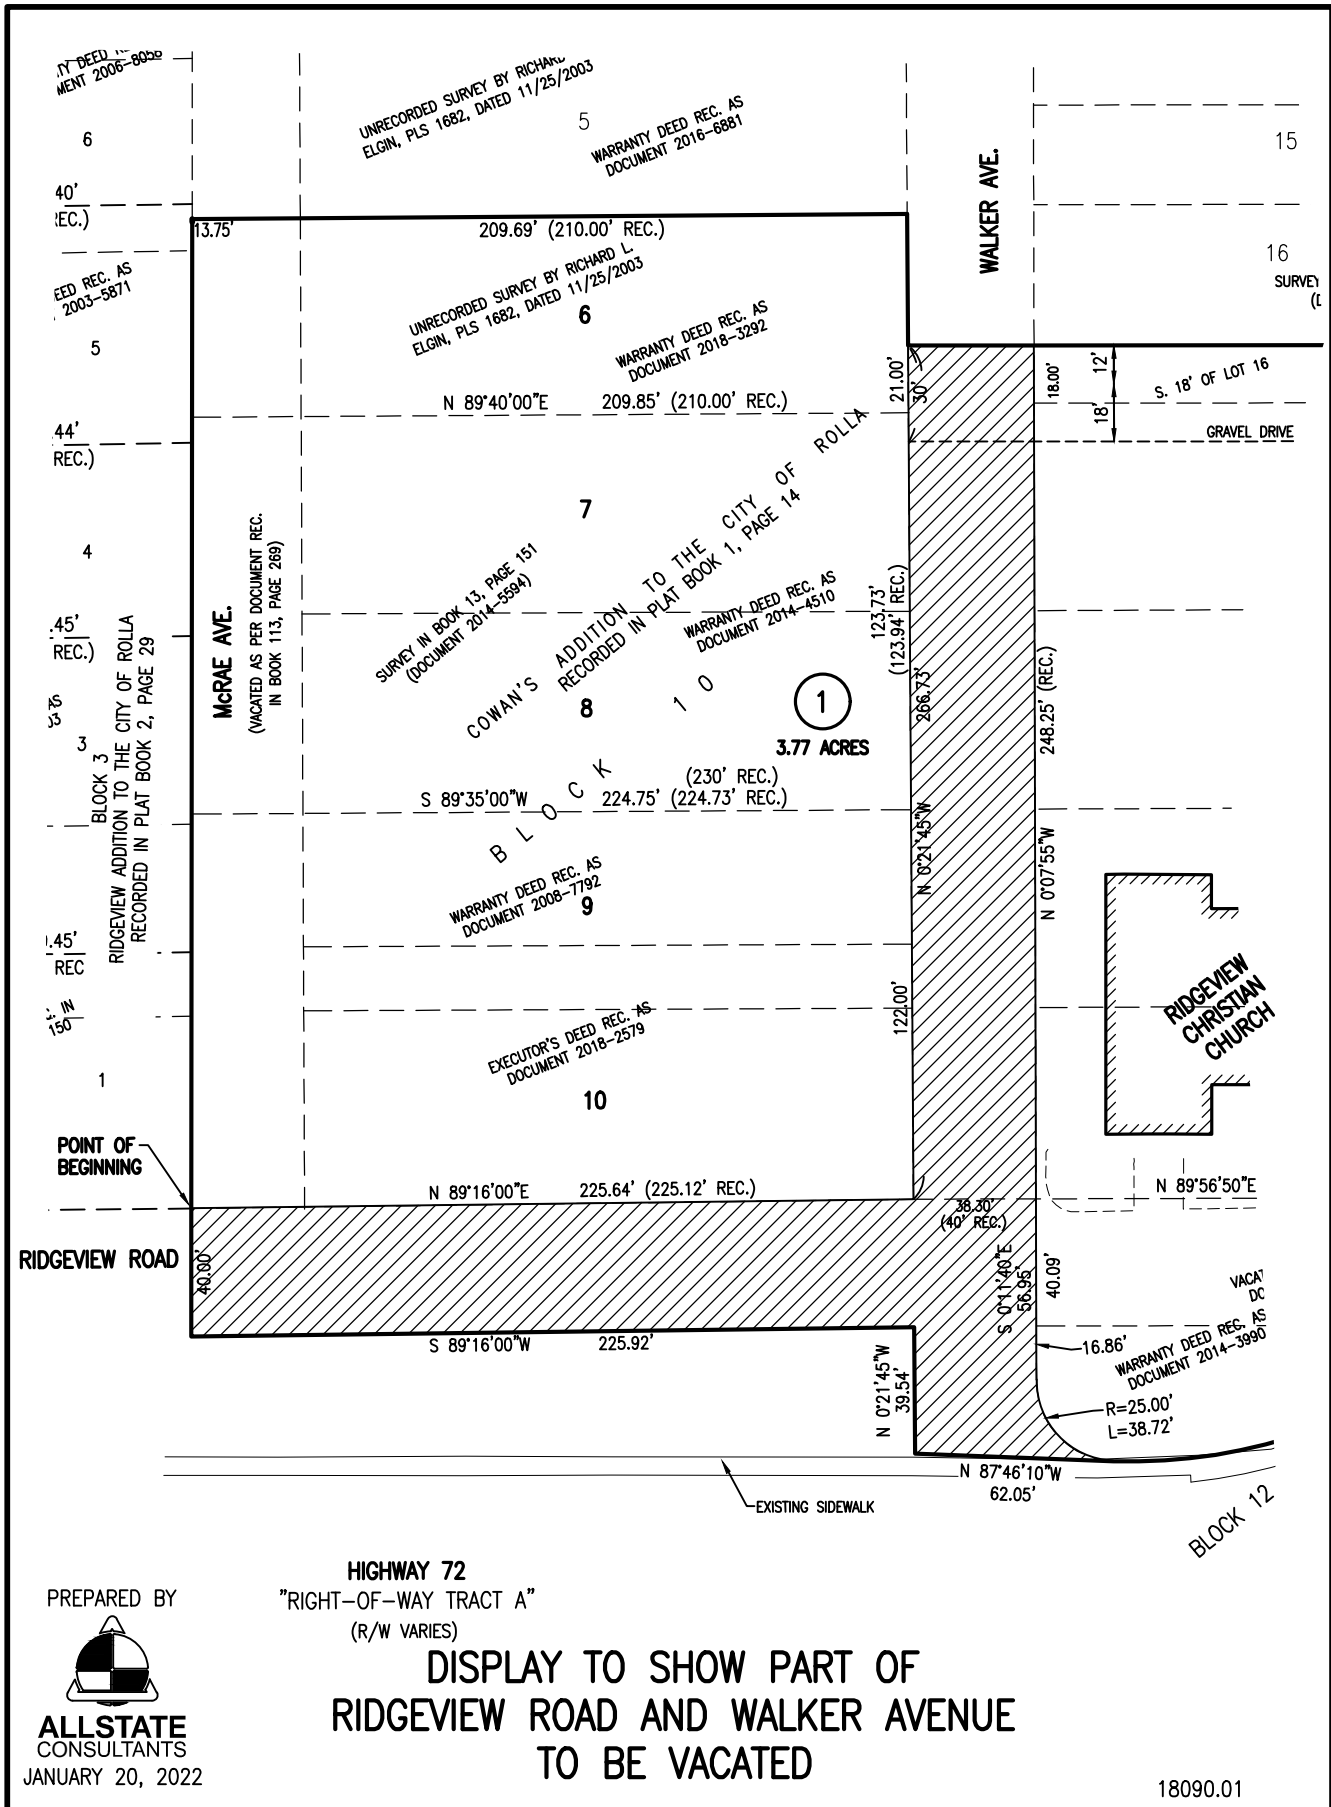 MENT 2006-8056
6
40'
EC.)
EED REC. AS
2003-5871
5
44'
REC.)
4
.45'
REC.)
3
BLOCK 3
RIDGEVIEW ADDITION TO THE CITY OF ROLLA
RECORDED IN PLAT BOOK 2, PAGE 29
.45'
REC
IN
150
1
POINT OF
BEGINNING
RIDGEVIEW ROAD
UNRECORDED SURVEY BY RICHARD
ELGIN, PLS 1682, DATED 11/25/2003
5
WARRANTY DEED REC. AS
DOCUMENT 2016-6881
WALKER AVE.
15
16
SURVEY
13.75'
209.69' (210.00' REC.)
UNRECORDED SURVEY BY RICHARD L.
ELGIN, PLS 1682, DATED 11/25/2003
6
WARRANTY DEED REC. AS
DOCUMENT 2018-3292
N 89°40'00"E 209.85' (210.00' REC.)
21.00'
30'
18.00'
12'
18'
S. 18' OF LOT 16
GRAVEL DRIVE
7
McRAE AVE.
(VACATED AS PER DOCUMENT REC.
IN BOOK 113, PAGE 269)
SURVEY IN BOOK 13, PAGE 151
(DOCUMENT 2014-5594)
COWAN'S ADDITION TO THE CITY OF ROLLA
RECORDED IN PLAT BOOK 1, PAGE 14
WARRANTY DEED REC. AS
DOCUMENT 2014-4510
123.73'
(123.94' REC.)
266.73'
248.25' (REC.)
8
BLOCK 10
1
3.77 ACRES
(230' REC.)
S 89°35'00"W 224.75' (224.73' REC.)
N 0°21'45"W
N 0°07'55"W
WARRANTY DEED REC. AS
DOCUMENT 2008-7792
9
122.00'
RIDGEVIEW
CHRISTIAN
CHURCH
EXECUTOR'S DEED REC. AS
DOCUMENT 2018-2579
10
N 89°16'00"E 225.64' (225.12' REC.)
38.30'
(40' REC.)
N 89°56'50"E
40.00'
S 0°11'40"E
56.95'
40.09'
S 89°16'00"W 225.92'
N 0°21'45"W
39.54'
16.86'
VACAT
DC
WARRANTY DEED REC. AS
DOCUMENT 2014-3990
R=25.00'
L=38.72'
N 87°46'10"W
62.05'
EXISTING SIDEWALK
BLOCK 12
HIGHWAY 72
"RIGHT-OF-WAY TRACT A"
(R/W VARIES)
PREPARED BY
ALLSTATE
CONSULTANTS
JANUARY 20, 2022
DISPLAY TO SHOW PART OF
RIDGEVIEW ROAD AND WALKER AVENUE
TO BE VACATED
18090.01